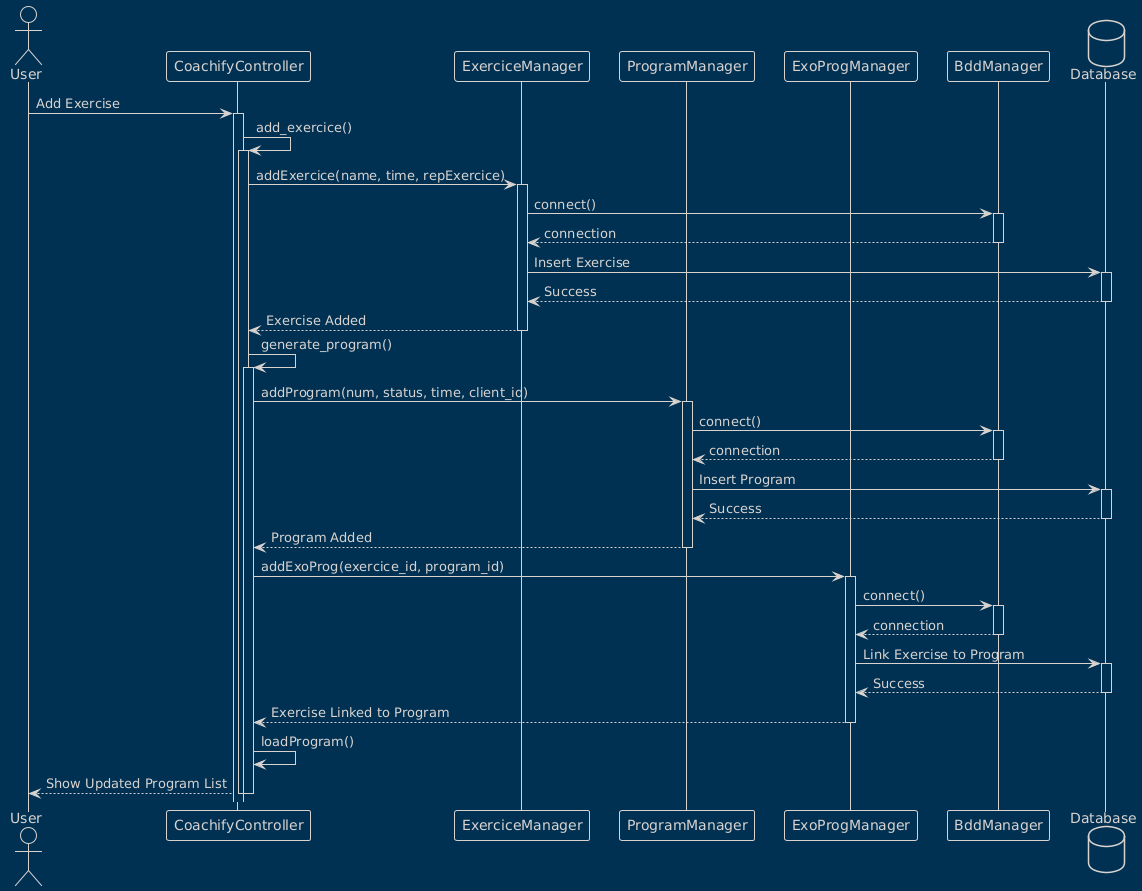 User
CoachifyController
ExerciceManager
ProgramManager
ExoProgManager
BddManager
Database
Add Exercise
add_exercice()
addExercice(name, time, repExercice)
connect()
connection
Insert Exercise
Success
Exercise Added
generate_program()
addProgram(num, status, time, client_id)
connect()
connection
Insert Program
Success
Program Added
addExoProg(exercice_id, program_id)
connect()
connection
Link Exercise to Program
Success
Exercise Linked to Program
loadProgram()
Show Updated Program List
User
CoachifyController
ExerciceManager
ProgramManager
ExoProgManager
BddManager
Database